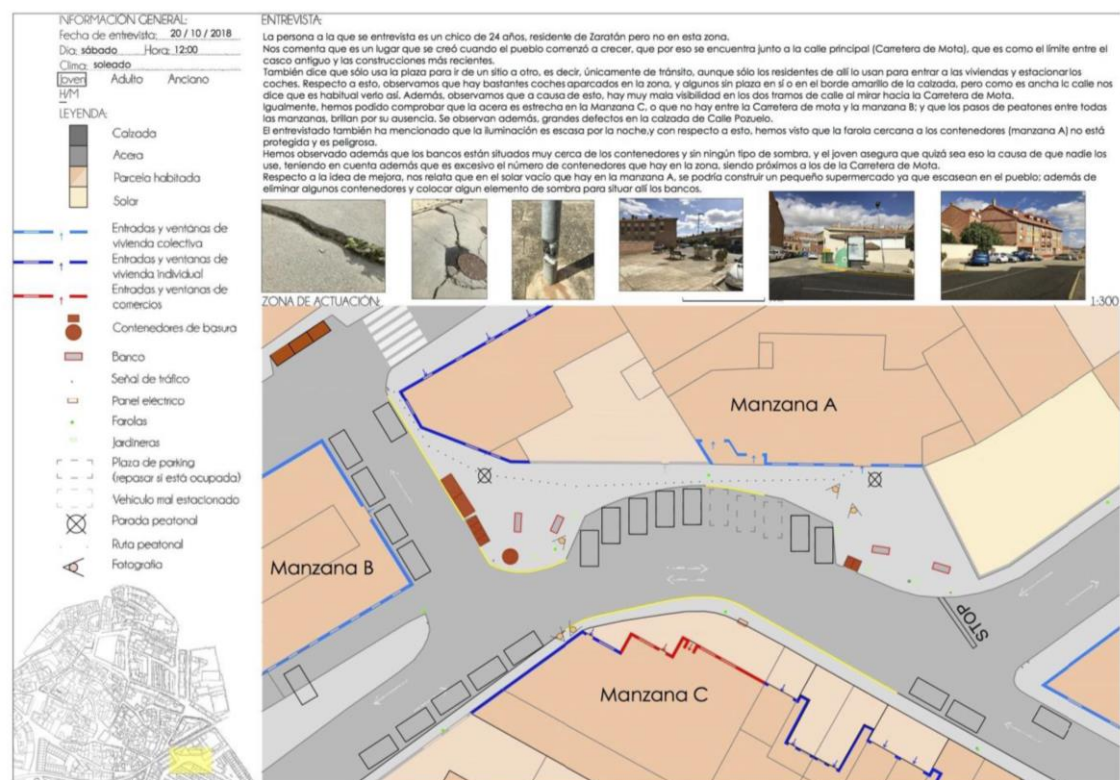 INFORMACIÓN GENERAL:
Fecha de entrevista: 20 / 10 / 2018
Día: sábado Hora: 12:00
Clima: soleado
Joven Adulto Anciano
H/M
LEYENDA:
Calzada
Acera
Parcela habitada
Solar
Entradas y ventanas de
vivienda colectiva
Entradas y ventanas de
vivienda individual
Entradas y ventanas de
comercios
Contenedores de basura
Banco
Señal de tráfico
Panel eléctrico
Farolas
Jardineras
Plaza de parking
(repasar si está ocupada)
Vehículo mal estacionado
Parada peatonal
Ruta peatonal
Fotografía
ENTREVISTA:
La persona a la que se entrevista es un chico de 24 años, residente de Zaratán pero no en esta zona.
Nos comenta que es un lugar que se creó cuando el pueblo comenzó a crecer, que por eso se encuentra junto a la calle principal (Carretera de Mota), que es como el límite entre el
casco antiguo y las construcciones más recientes.
También dice que sólo usa la plaza para ir de un sitio a otro, es decir, únicamente de tránsito, aunque sólo los residentes de allí lo usan para entrar a las viviendas y estacionar los
coches. Respecto a esto, observamos que hay bastantes coches aparcados en la zona, y algunos sin plaza en sí o en el borde amarillo de la calzada, pero como es ancha la calle nos
dice que es habitual verlo así. Además, observamos que a causa de esto, hay muy mala visibilidad en los dos tramos de calle al mirar hacia la Carretera de Mota.
Igualmente, hemos podido comprobar que la acera es estrecha en la Manzana C, o que no hay entre la Carretera de mota y la manzana B; y que los pasos de peatones entre todas
las manzanas, brillan por su ausencia. Se observan además, grandes defectos en la calzada de Calle Pozuelo.
El entrevistado también ha mencionado que la iluminación es escasa por la noche,y con respecto a esto, hemos visto que la farola cercana a los contenedores (manzana A) no está
protegida y es peligrosa.
Hemos observado además que los bancos están situados muy cerca de los contenedores y sin ningún tipo de sombra, y el joven asegura que quizá sea eso la causa de que nadie los
use, teniendo en cuenta además que es excesivo el número de contenedores que hay en la zona, siendo próximos a los de la Carretera de Mota.
Respecto a la idea de mejora, nos relata que en el solar vacío que hay en la manzana A, se podría construir un pequeño supermercado ya que escasean en el pueblo; además de
eliminar algunos contenedores y colocar algun elemento de sombra para situar allí los bancos.
ZONA DE ACTUACIÓN:
1:300
Manzana A
Manzana B
STOP
Manzana C